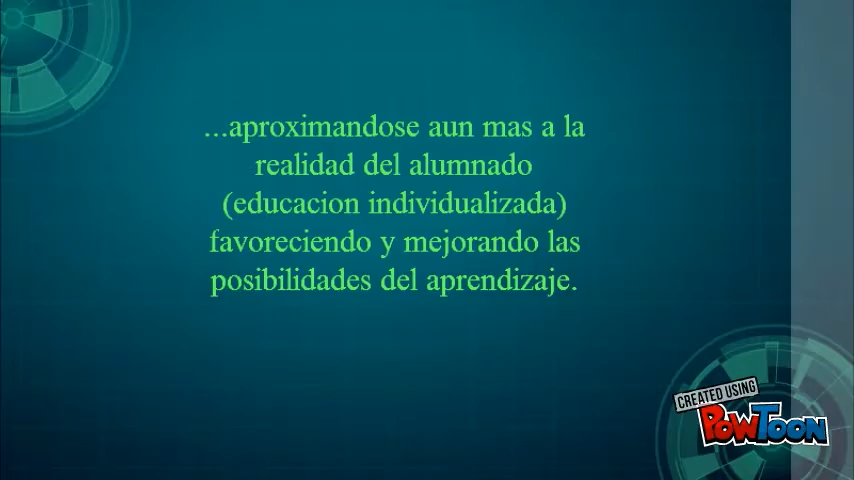 ...aproximandose aun mas a la
realidad del alumnado
(educacion individualizada)
favoreciendo y mejorando las
posibilidades del aprendizaje.
CREATED USING
POWTOON